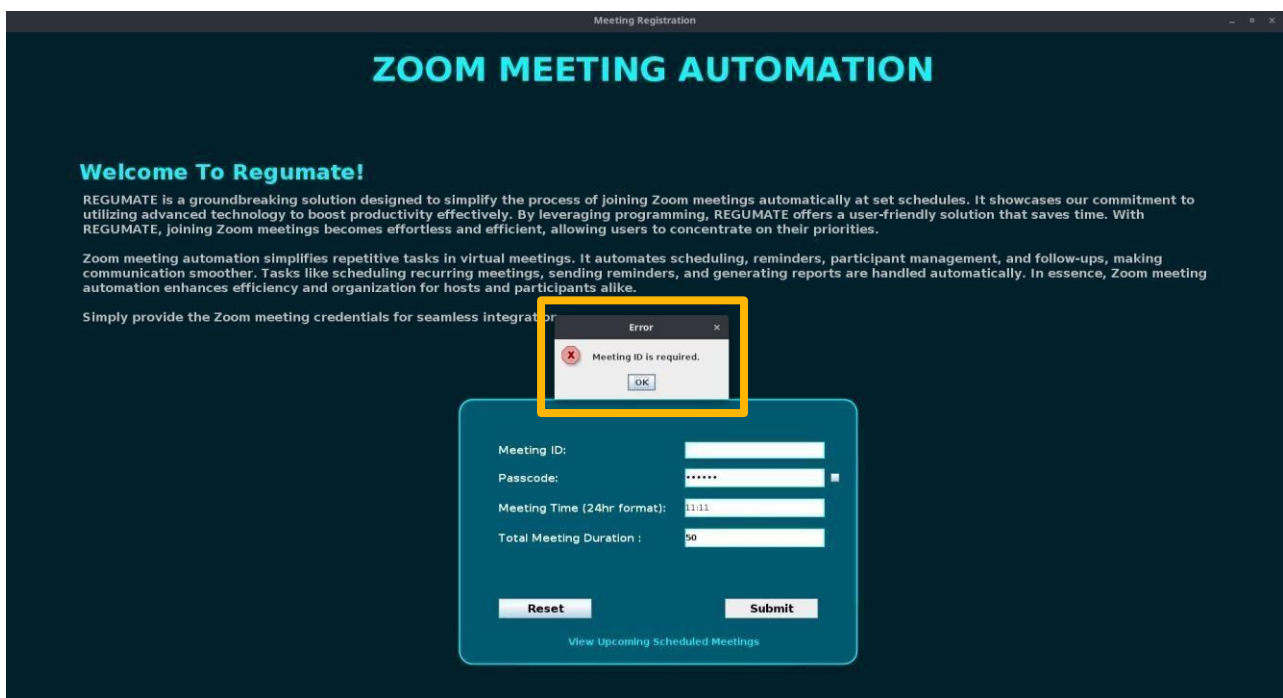 Meeting Registration
ZOOM MEETING AUTOMATION
Welcome To Regumate!
REGUMATE is a groundbreaking solution designed to simplify the process of joining Zoom meetings automatically at set schedules. It showcases our commitment to
utilizing advanced technology to boost productivity effectively. By leveraging programming, REGUMATE offers a user-friendly solution that saves time. With
REGUMATE, joining Zoom meetings becomes effortless and efficient, allowing users to concentrate on their priorities.
Zoom meeting automation simplifies repetitive tasks in virtual meetings. It automates scheduling, reminders, participant management, and follow-ups, making
communication smoother. Tasks like scheduling recurring meetings, sending reminders, and generating reports are handled automatically. In essence, Zoom meeting
automation enhances efficiency and organization for hosts and participants alike.
Simply provide the Zoom meeting credentials for seamless integration
Error
Meeting ID is required.
OK
Meeting ID:
Passcode: ••••••
Meeting Time (24hr format): 11:11
Total Meeting Duration : 50
Reset Submit
View Upcoming Scheduled Meetings